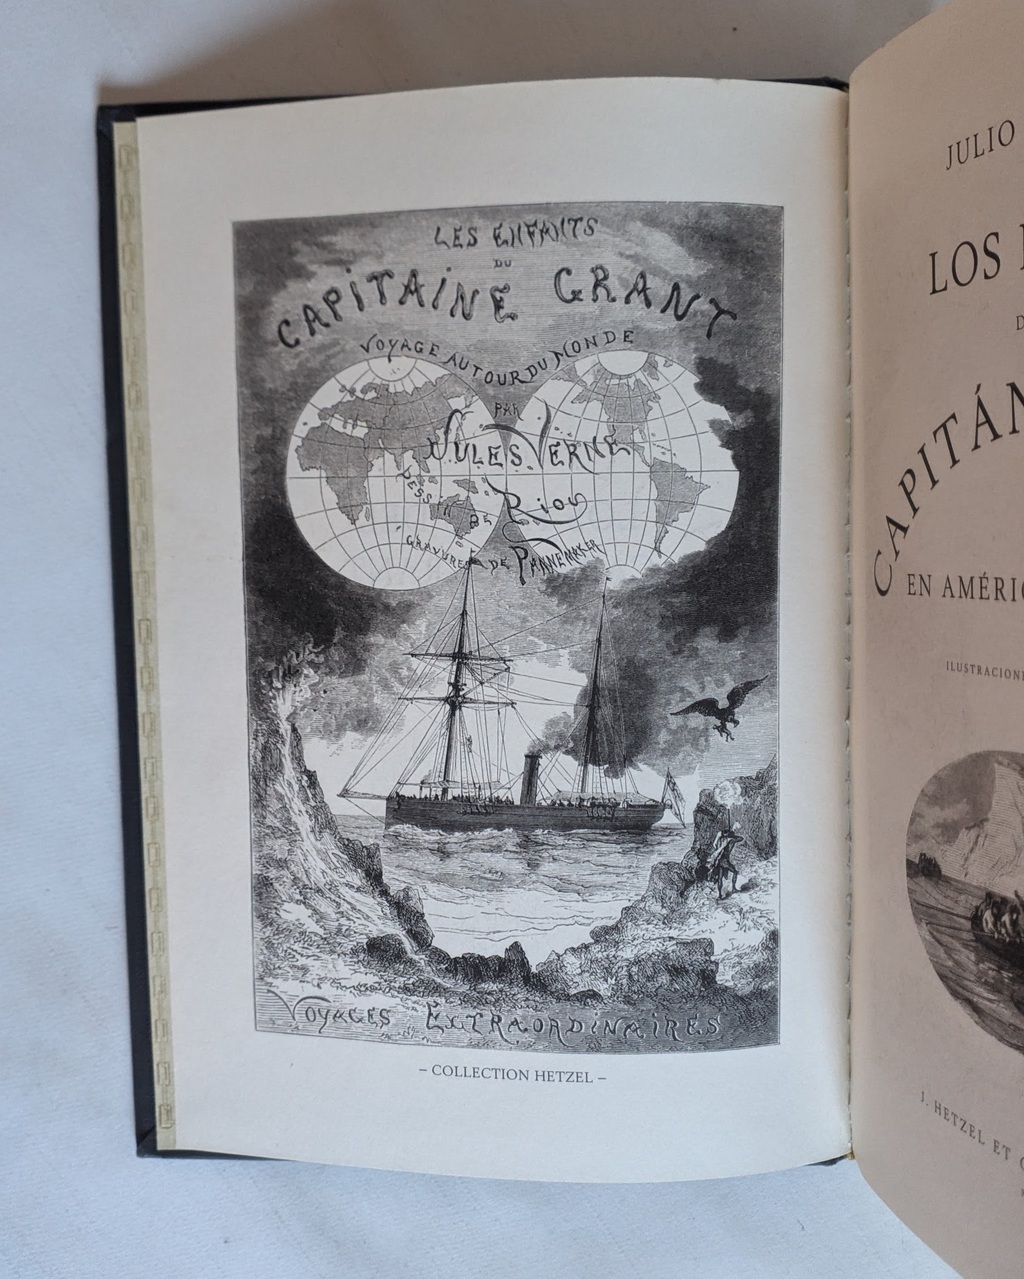 LES ENFANTS
DU
CAPITAINE GRANT
VOYAGE AUTOUR DU MONDE
PAR
JULES VERNE
DESSIN DE Riou
GRAVURES DE PANNEMAKER
VOYAGES EXTRAORDINAIRES
– COLLECTION HETZEL –
JULIO
LOS
CAPITÁN
EN AMÉRIC
ILUSTRACIONE
J. HETZEL ET